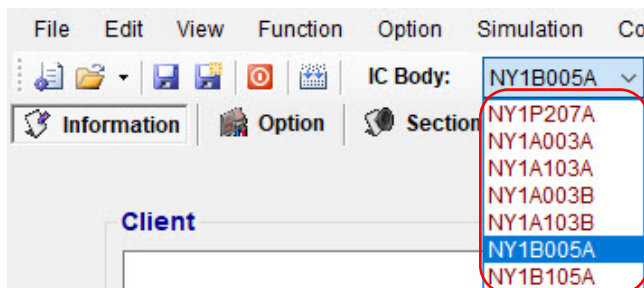 File Edit View Function Option Simulation Co
IC Body: NY1B005A
Information Option Section
NY1P207A
NY1A003A
NY1A103A
NY1A003B
NY1A103B
NY1B005A
NY1B105A
Client